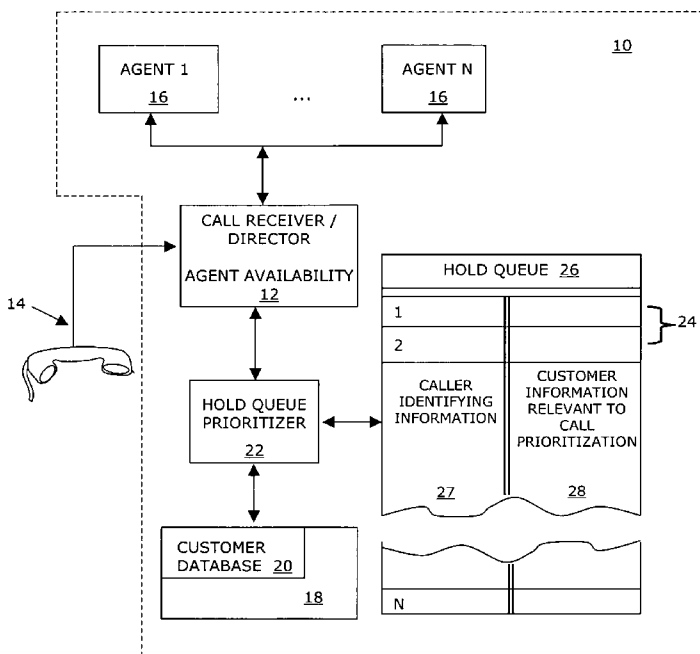 10
AGENT 1
16
...
AGENT N
16
CALL RECEIVER /
DIRECTOR
AGENT AVAILABILITY
12
14
HOLD QUEUE 26
1
2
24
CALLER
IDENTIFYING
INFORMATION
27
CUSTOMER
INFORMATION
RELEVANT TO
CALL
PRIORITIZATION
28
HOLD QUEUE
PRIORITIZER
22
CUSTOMER
DATABASE 20
18
N